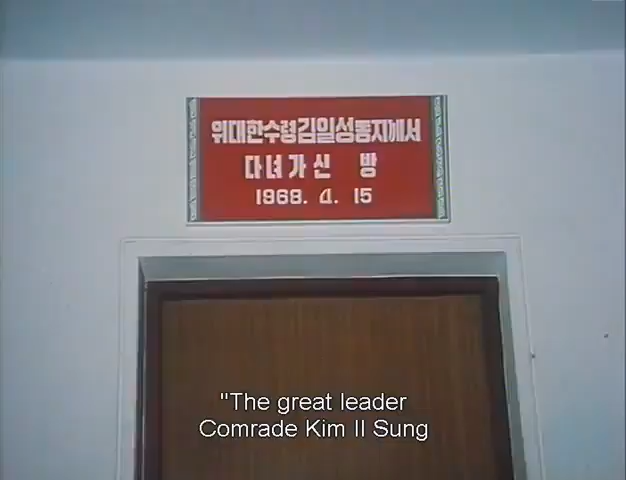 위대한수령김일성동지께서
다녀가신 방
1968. 4. 15
"The great leader
Comrade Kim Il Sung